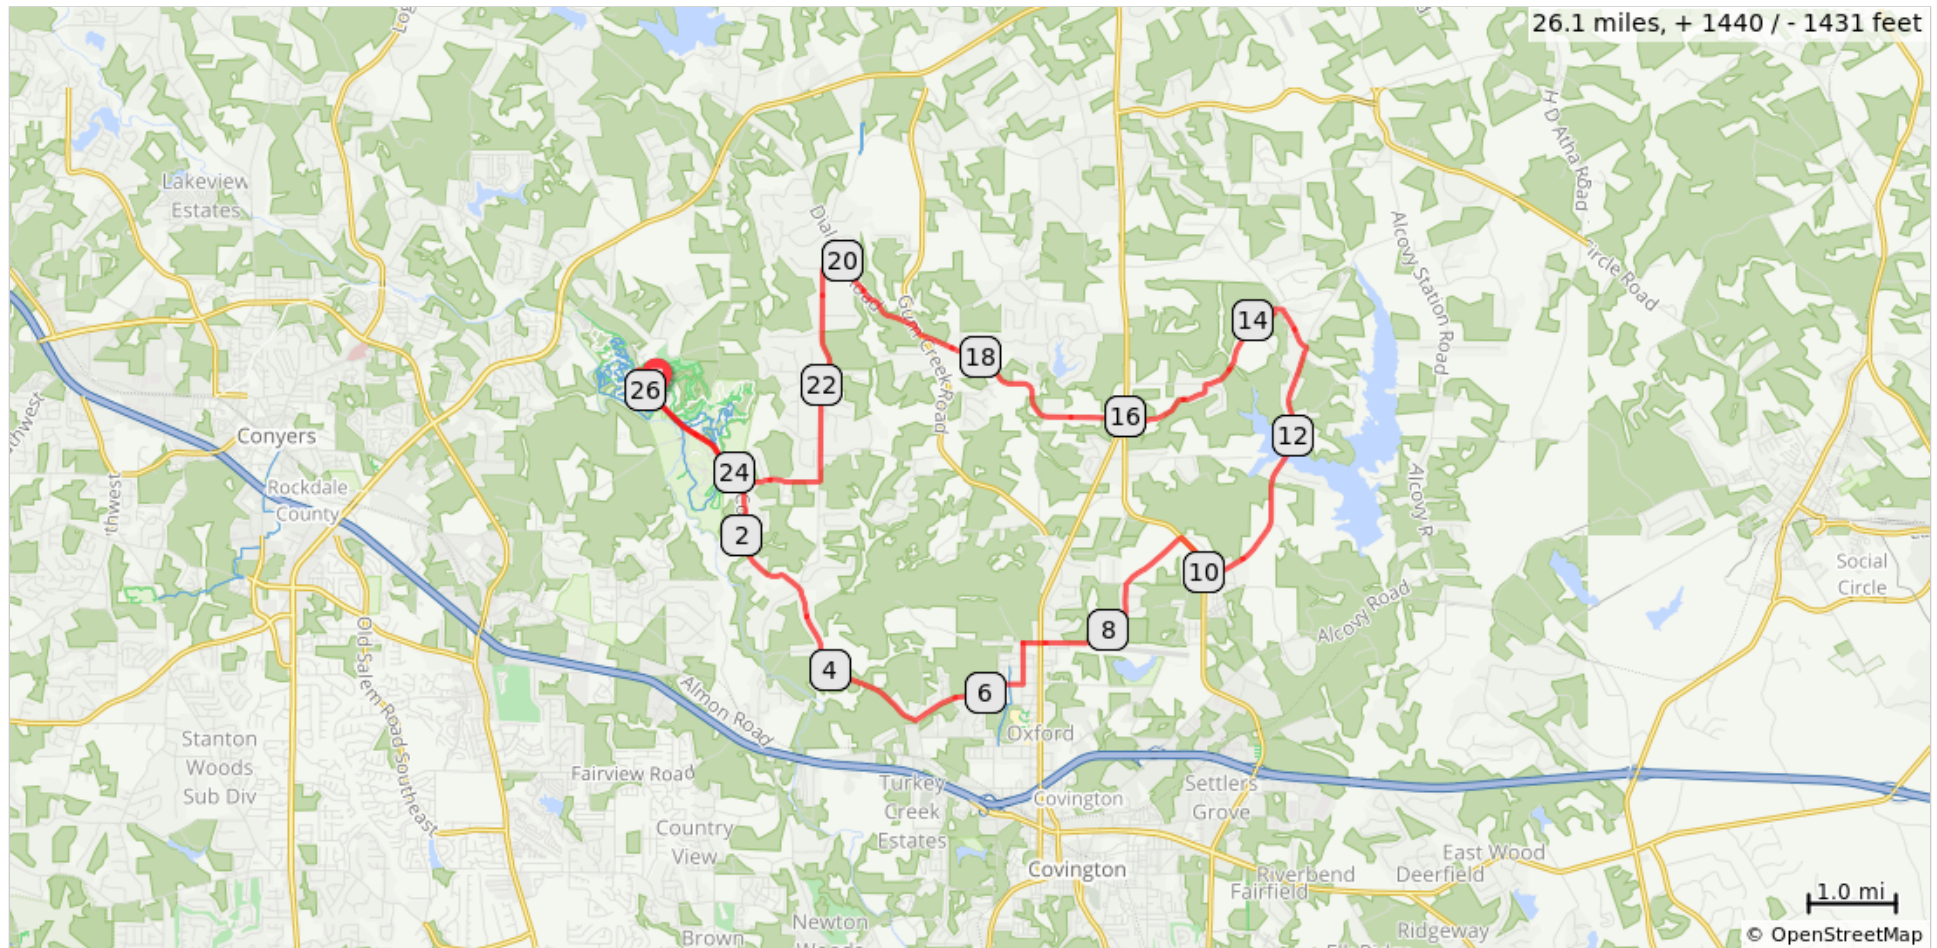 26.1 miles, + 1440 / - 1431 feet
Lakeview
Estates
H D Atha Road
Circle Road
Alcovy Station Road
Dial
Road
Gum Creek Road
20
14
18
26
22
16
12
24
2
10
8
4
6
Conyers
Rockdale
County
thwest
Alcovy R
Alcovy Road
Social
Circle
Old Salem Road Southeast
Almon Road
Oxford
Stanton
Woods
Sub Div
Fairview Road
Turkey
Creek
Estates
Settlers
Grove
Covington
Country
View
Covington
East Wood
Deerfield
Riverbend
Fairfield
Newton
Brown
Ridgeway
1.0 mi
© OpenStreetMap